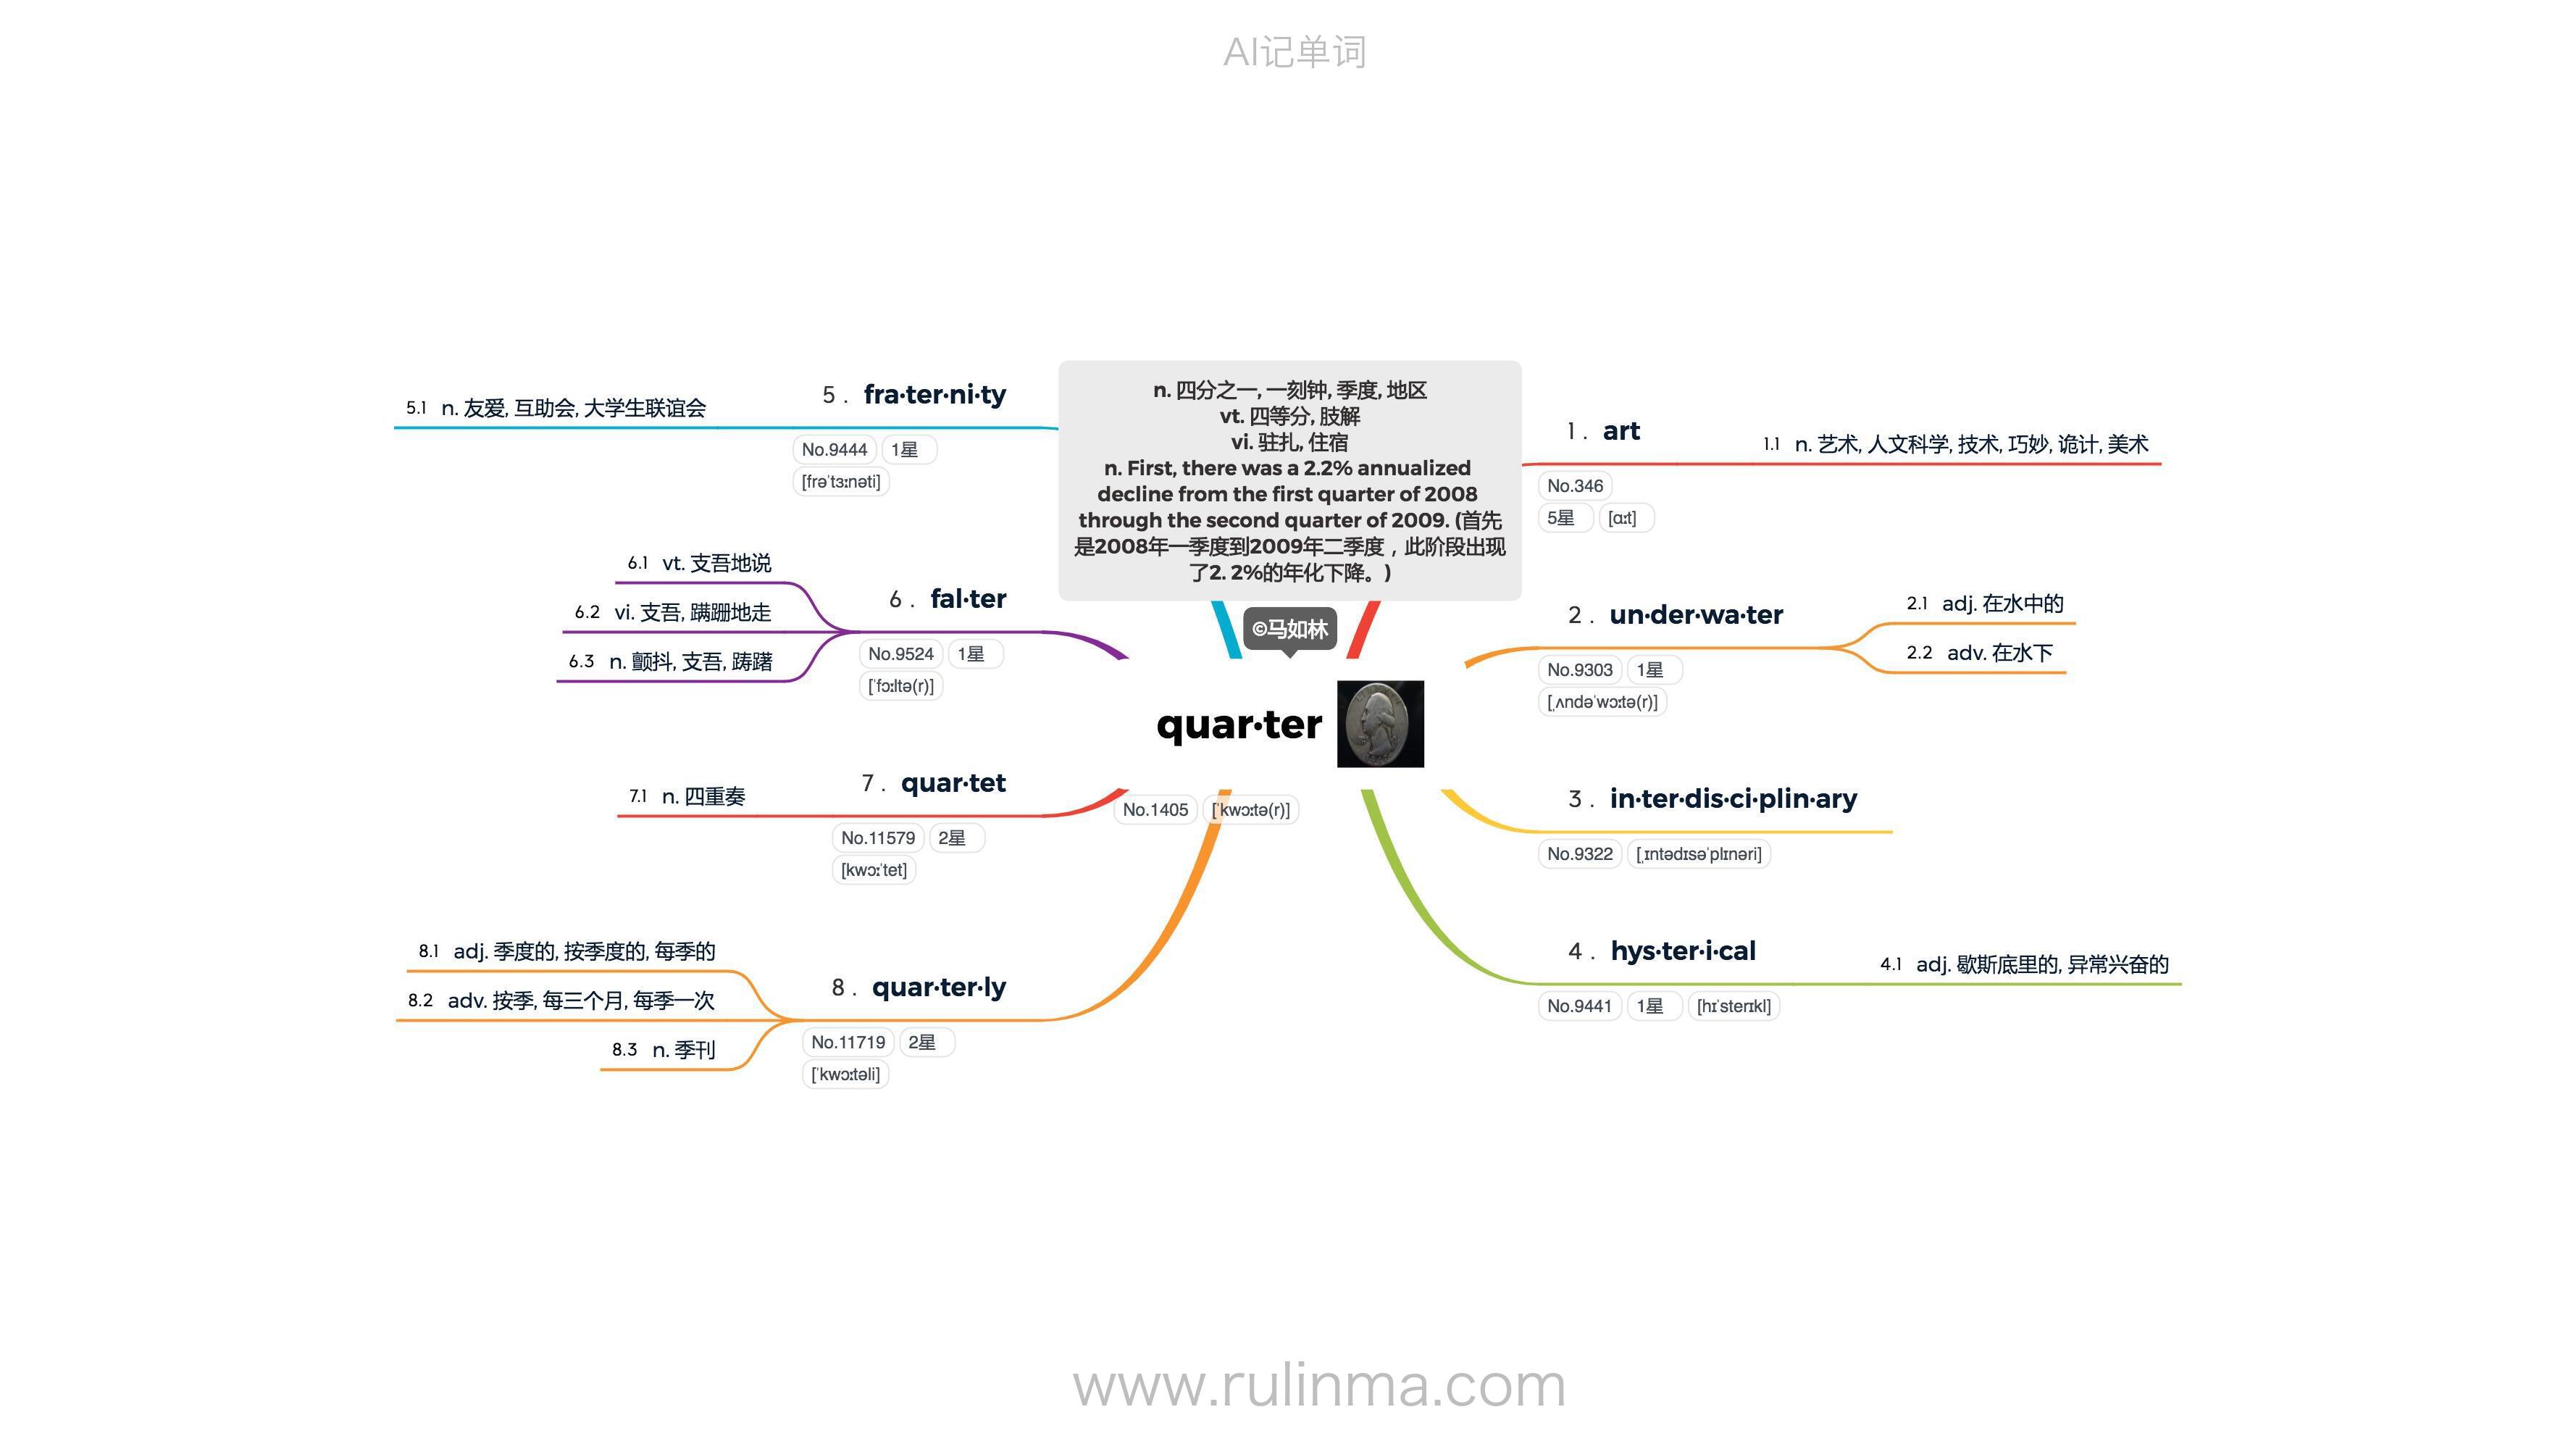 AI记单词
n. 四分之一, 一刻钟, 季度, 地区
vt. 四等分, 肢解
vi. 驻扎, 住宿
n. First, there was a 2.2% annualized
decline from the first quarter of 2008
through the second quarter of 2009. (首先
是2008年一季度到2009年二季度，此阶段出现
了2. 2%的年化下降。)
©马如林
quar·ter
No.1405 [ˈkwɔːtə(r)]
1 . art
No.346
5星 [ɑːt]
1.1 n. 艺术, 人文科学, 技术, 巧妙, 诡计, 美术
2 . un·der·wa·ter
No.9303 1星
[ˌʌndəˈwɔːtə(r)]
2.1 adj. 在水中的
2.2 adv. 在水下
3 . in·ter·dis·ci·plin·ary
No.9322 [ˌɪntədɪsəˈplɪnəri]
4 . hys·ter·i·cal
No.9441 1星 [hɪˈsterɪkl]
4.1 adj. 歇斯底里的, 异常兴奋的
5 . fra·ter·ni·ty
No.9444 1星
[frəˈtɜːnəti]
5.1 n. 友爱, 互助会, 大学生联谊会
6 . fal·ter
No.9524 1星
[ˈfɔːltə(r)]
6.1 vt. 支吾地说
6.2 vi. 支吾, 蹒跚地走
6.3 n. 颤抖, 支吾, 踌躇
7 . quar·tet
No.11579 2星
[kwɔːˈtet]
7.1 n. 四重奏
8 . quar·ter·ly
No.11719 2星
[ˈkwɔːtəli]
8.1 adj. 季度的, 按季度的, 每季的
8.2 adv. 按季, 每三个月, 每季一次
8.3 n. 季刊
www.rulinma.com